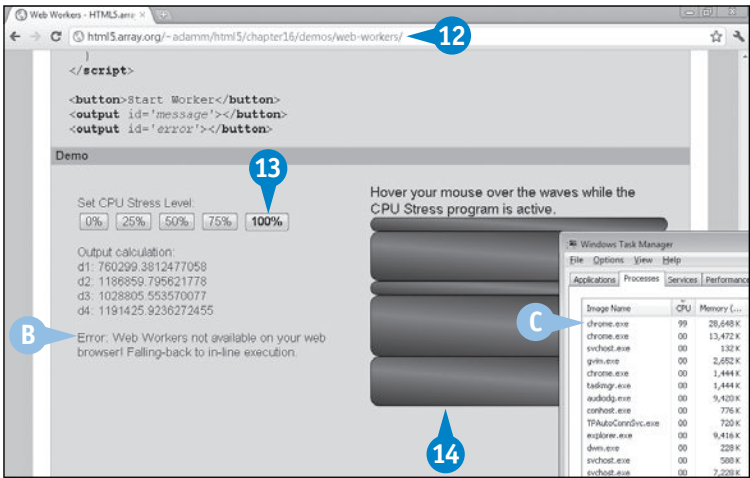 Web Workers - HTML5.array
html5.array.org/~adamm/html5/chapter16/demos/web-workers/
12
}
</script>
<button>Start Worker</button>
<output id='message'></button>
<output id='error'></button>
Demo
13
Set CPU Stress Level:
0% 25% 50% 75% 100%
Output calculation:
d1: 760299.3812477058
d2: 1186859.795621778
d3: 1028805.553570077
d4: 1191425.9236272455
B
Error: Web Workers not available on your web
browser! Falling-back to in-line execution.
Hover your mouse over the waves while the
CPU Stress program is active.
14
Windows Task Manager
File Options View Help
Applications Processes Services Performance
Image Name CPU Memory (...
C
chrome.exe 99 28,648 K
chrome.exe 00 13,472 K
svchost.exe 00 132 K
gvim.exe 00 2,652 K
chrome.exe 00 1,444 K
taskmgr.exe 00 1,444 K
audiodg.exe 00 9,420 K
conhost.exe 00 776 K
TPAutoConnSvc.exe 00 720 K
explorer.exe 00 9,416 K
dwm.exe 00 228 K
svchost.exe 00 588 K
svchost.exe 00 7,228 K